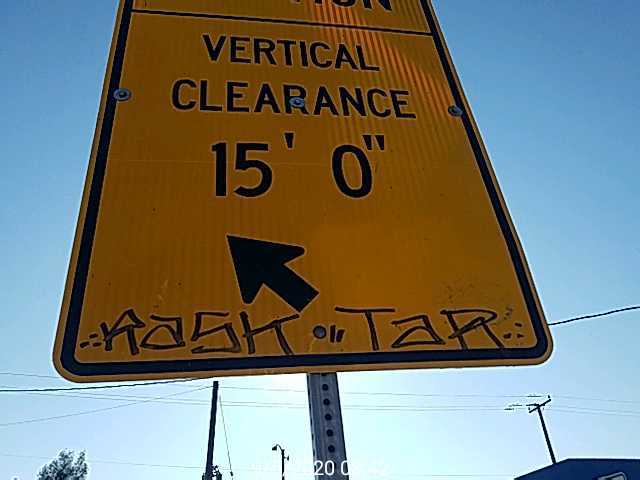 VERTICAL
CLEARANCE
15' 0"
RASK " TAR